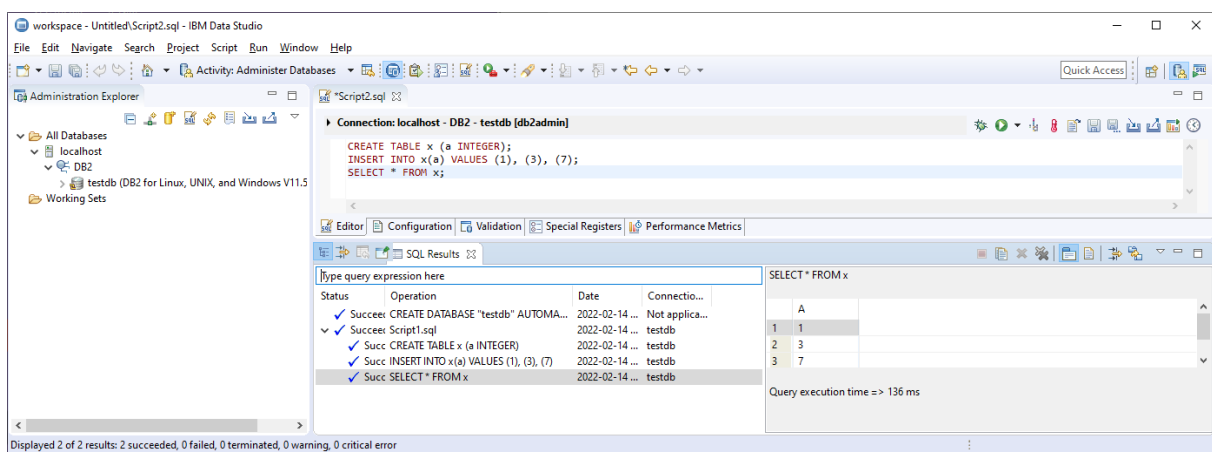 workspace - Untitled\Script2.sql - IBM Data Studio
File Edit Navigate Search Project Script Run Window Help
Activity: Administer Databases
Quick Access
Administration Explorer
*Script2.sql
All Databases
localhost
DB2
testdb (DB2 for Linux, UNIX, and Windows V11.5
Working Sets
Connection: localhost - DB2 - testdb [db2admin]
CREATE TABLE x (a INTEGER);
INSERT INTO x(a) VALUES (1), (3), (7);
SELECT * FROM x;
Editor Configuration Validation Special Registers Performance Metrics
SQL Results
Type query expression here
Status Operation Date Connectio...
Succee CREATE DATABASE "testdb" AUTOMA... 2022-02-14 ... Not applica...
Succee Script1.sql 2022-02-14 ... testdb
Succ CREATE TABLE x (a INTEGER) 2022-02-14 ... testdb
Succ INSERT INTO x(a) VALUES (1), (3), (7) 2022-02-14 ... testdb
Succ SELECT * FROM x 2022-02-14 ... testdb
SELECT * FROM x
A
1 1
2 3
3 7
Query execution time => 136 ms
Displayed 2 of 2 results: 2 succeeded, 0 failed, 0 terminated, 0 warning, 0 critical error